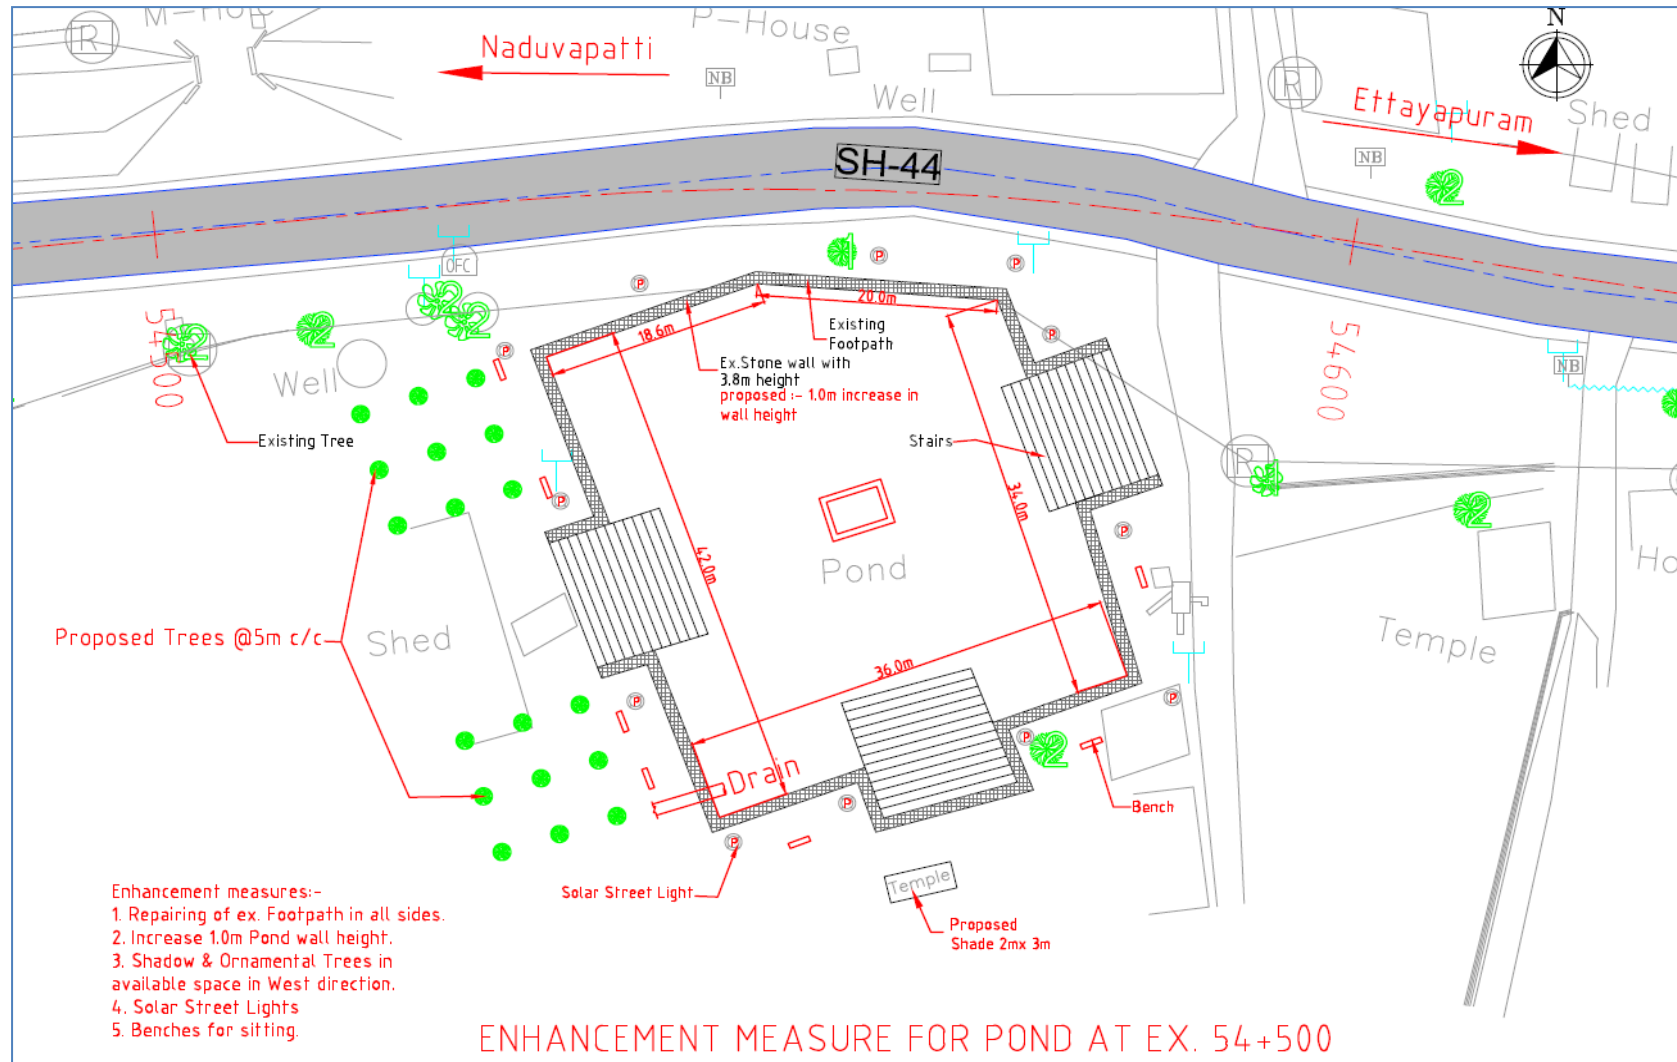 M-Hole
P-House
N
R
Naduvapatti
NB
R
Well
Ettayapuram
Shed
NB
SH-44
OFC
P
P
P
20.0m
54500
18.6m
Existing
Footpath
54600
P
P
Well
Ex.Stone wall with
3.8m height
proposed :- 1.0m increase in
wall height
NB
Existing Tree
Stairs
R
P
34.0m
P
42.0m
Pond
Ho
Proposed Trees @5m c/c
Shed
Temple
36.0m
P
P
P
Drain
P
Bench
P
Enhancement measures:-
1. Repairing of ex. Footpath in all sides.
2. Increase 1.0m Pond wall height.
3. Shadow & Ornamental Trees in
available space in West direction.
4. Solar Street Lights
5. Benches for sitting.
Solar Street Light
Temple
Proposed
Shade 2mx 3m
ENHANCEMENT MEASURE FOR POND AT EX. 54+500